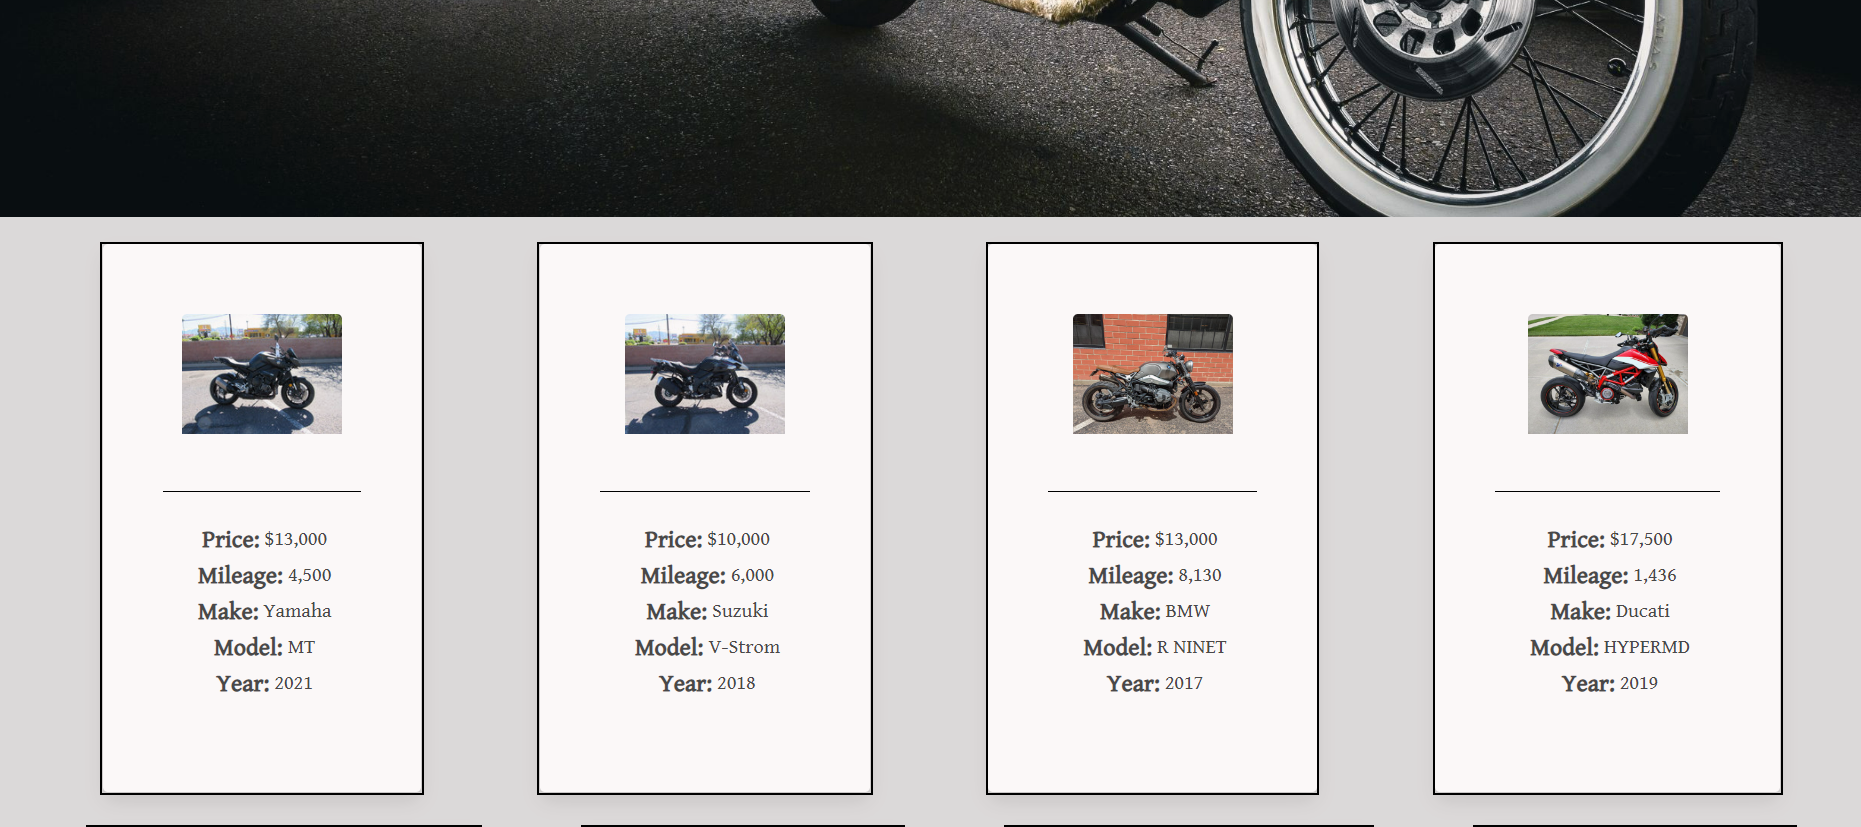 Price: $13,000
Mileage: 4,500
Make: Yamaha
Model: MT
Year: 2021
Price: $10,000
Mileage: 6,000
Make: Suzuki
Model: V-Strom
Year: 2018
Price: $13,000
Mileage: 8,130
Make: BMW
Model: R NINET
Year: 2017
Price: $17,500
Mileage: 1,436
Make: Ducati
Model: HYPERMD
Year: 2019